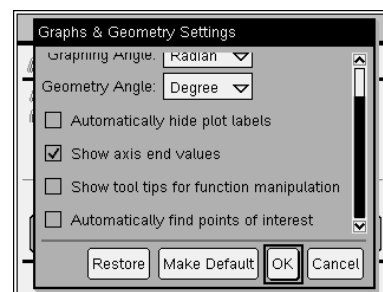 Graphs & Geometry Settings
Graphing Angle: Radian
Geometry Angle: Degree
Automatically hide plot labels
Show axis end values
Show tool tips for function manipulation
Automatically find points of interest
Restore Make Default OK Cancel